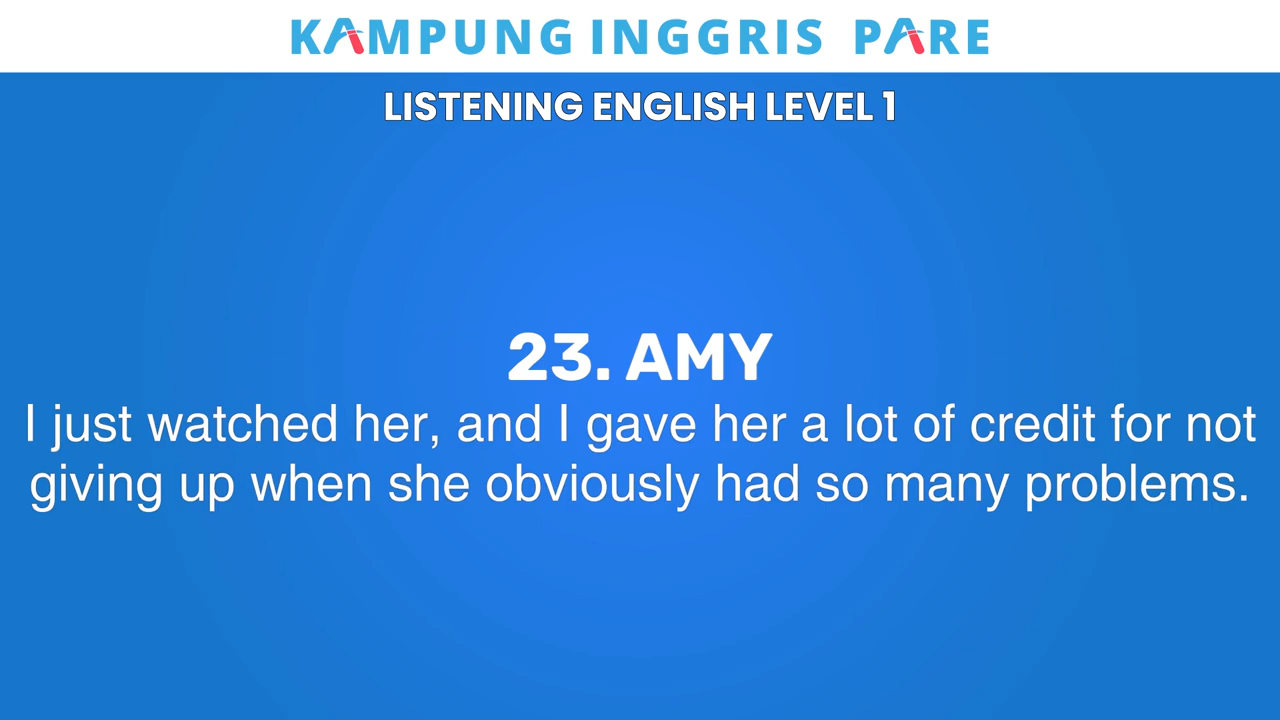 KAMPUNG INGGRIS PARE
LISTENING ENGLISH LEVEL 1
23. AMY
I just watched her, and I gave her a lot of credit for not
giving up when she obviously had so many problems.